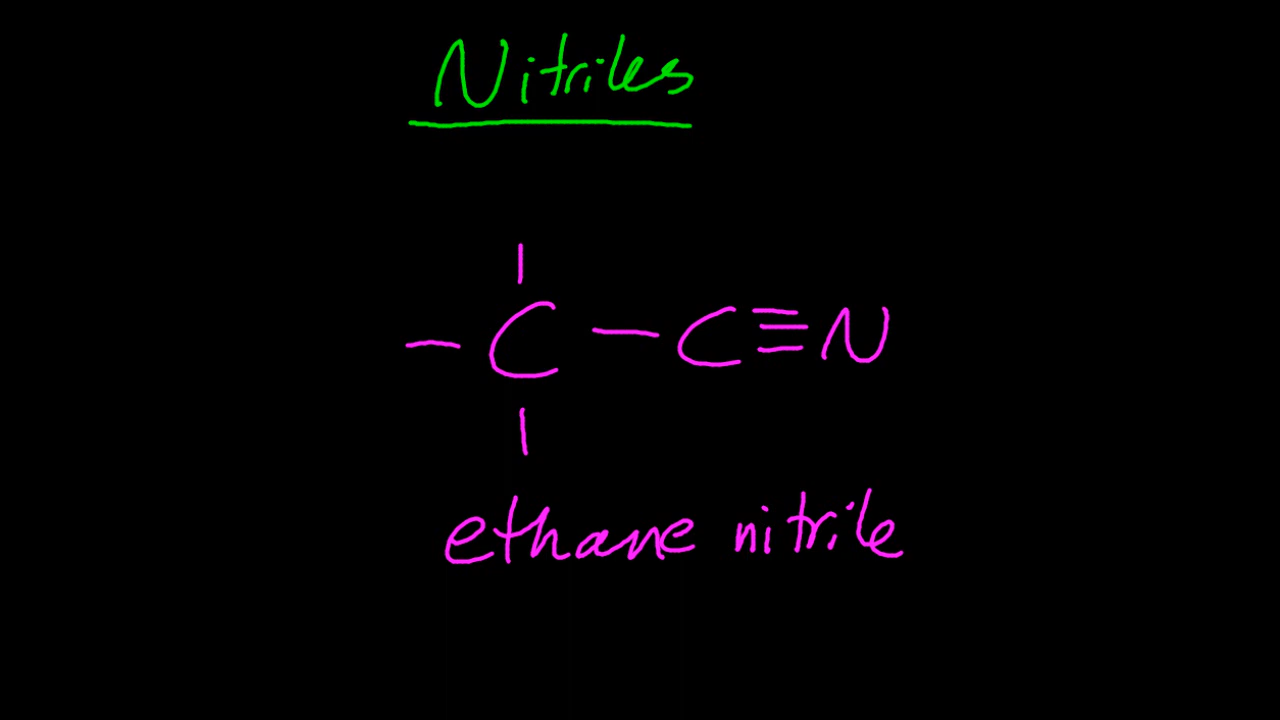 Nitriles
– C – C ≡ N
ethane nitrile